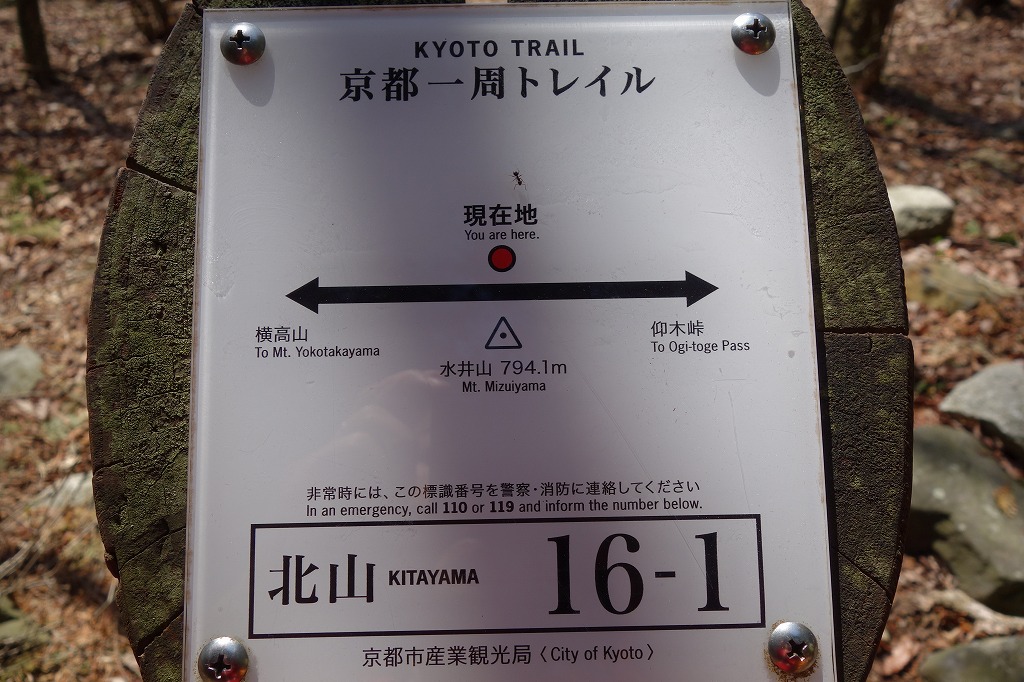 KYOTO TRAIL
京都一周トレイル
現在地
You are here.
横高山
To Mt. Yokotakayama
仰木峠
To Ogi-toge Pass
水井山 794.1m
Mt. Mizuiyama
非常時には、この標識番号を警察・消防に連絡してください
In an emergency, call 110 or 119 and inform the number below.
北山 KITAYAMA 16-1
京都市産業観光局〈City of Kyoto〉